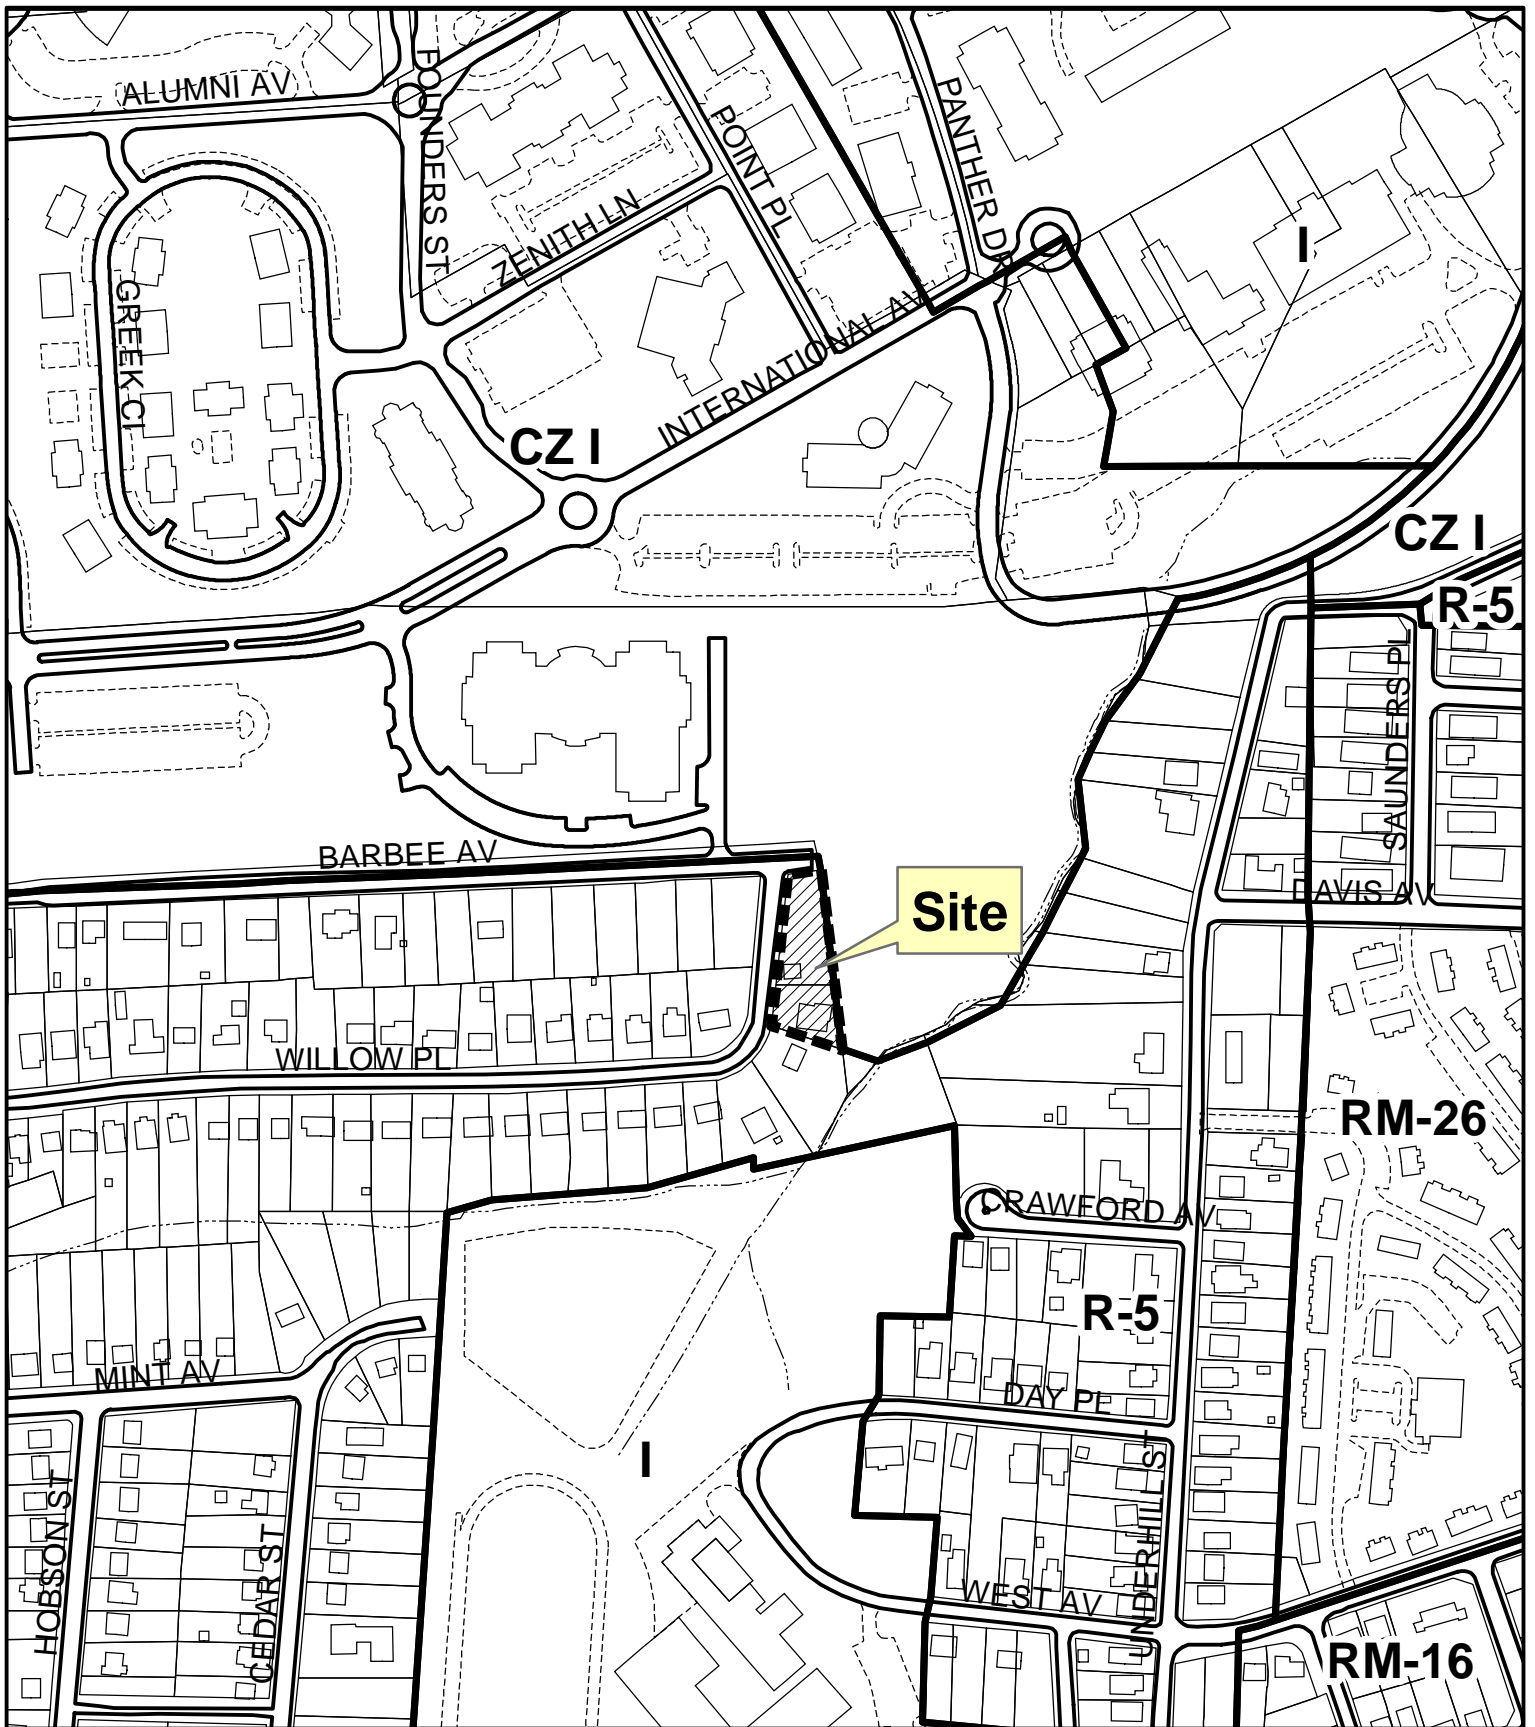 ALUMNI AV
FOUNDERS ST
POINT PL
PANTHER DR
ZENITH LN
I
GREEK CI
INTERNATIONAL AV
CZ I
CZ I
R-5
SAUNDERS PL
BARBEE AV
DAVIS AV
Site
WILLOW PL
RM-26
CRAWFORD AV
R-5
MINT AV
DAY PL
I
HOBSON ST
CEDAR ST
UNDERHILL ST
WEST AV
RM-16